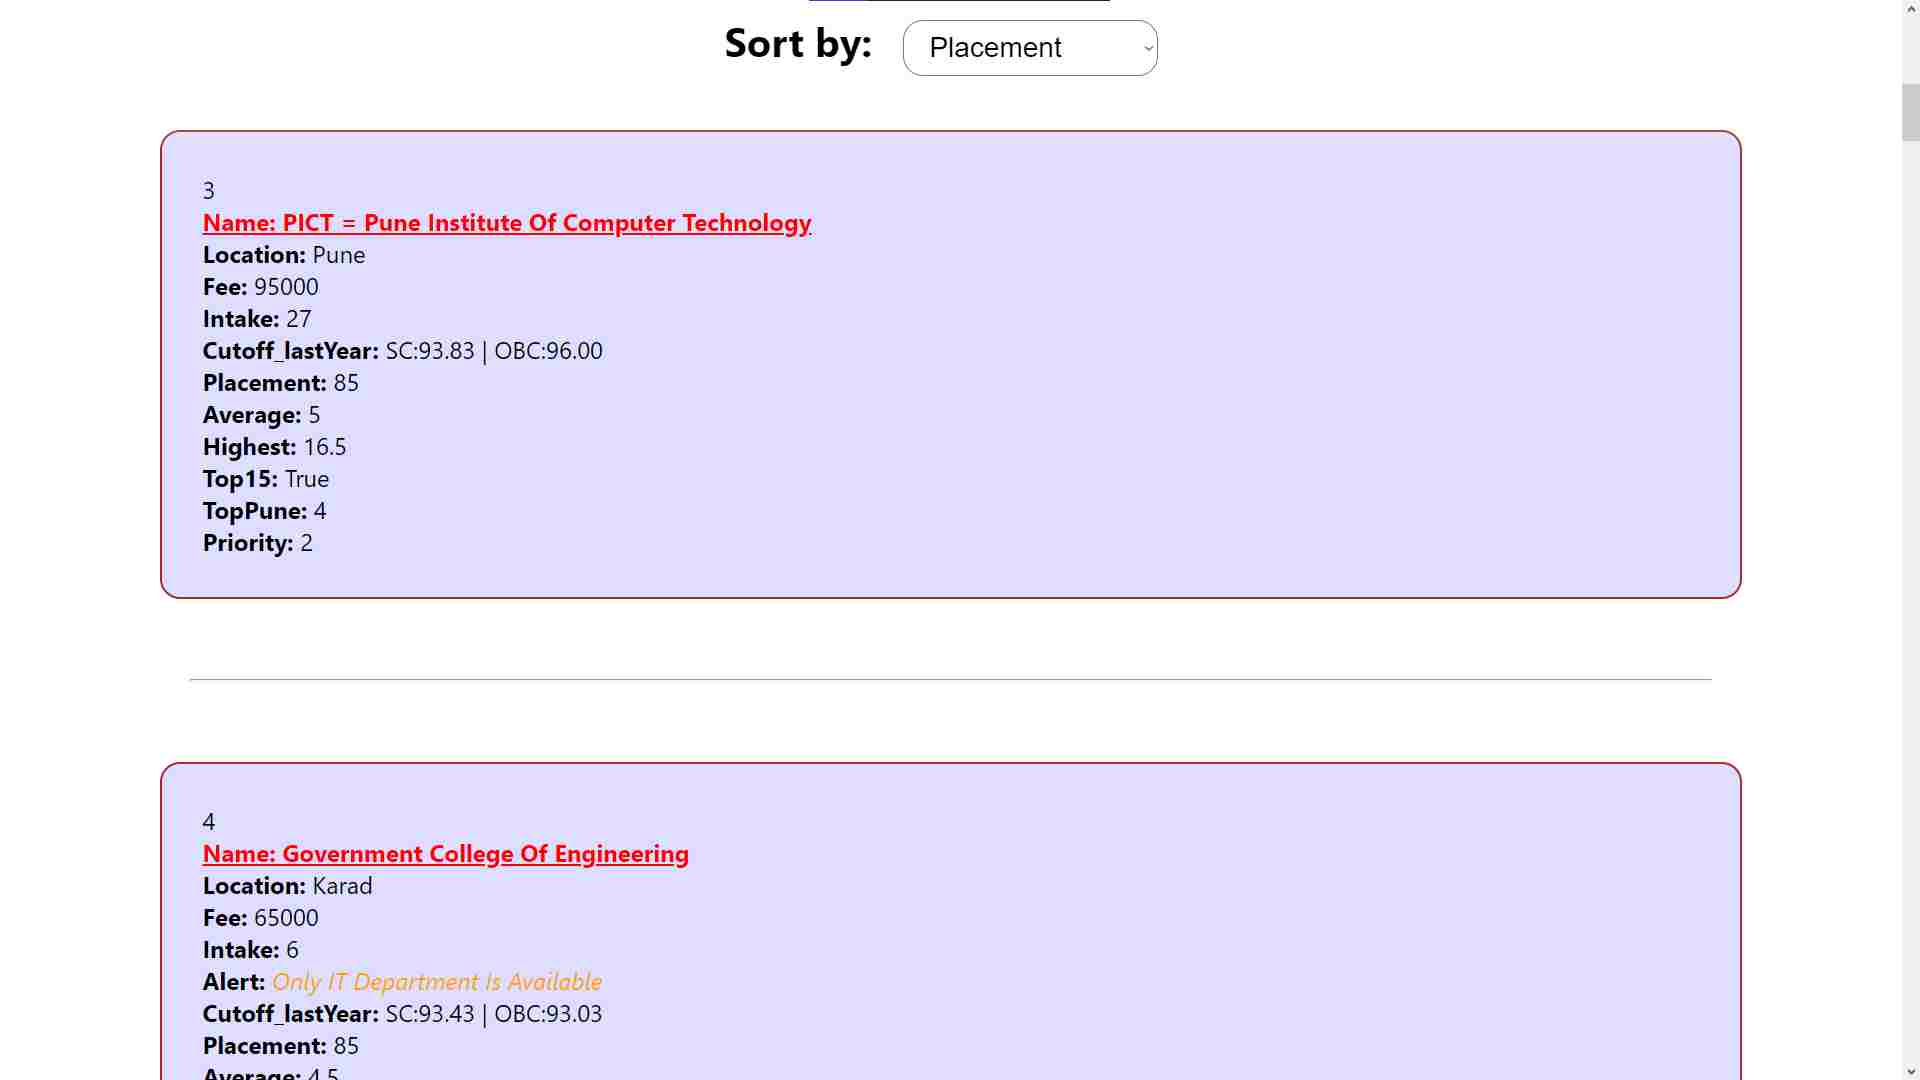 Sort by: Placement
3
Name: PICT = Pune Institute Of Computer Technology
Location: Pune
Fee: 95000
Intake: 27
Cutoff_lastYear: SC:93.83 | OBC:96.00
Placement: 85
Average: 5
Highest: 16.5
Top15: True
TopPune: 4
Priority: 2
4
Name: Government College Of Engineering
Location: Karad
Fee: 65000
Intake: 6
Alert: Only IT Department Is Available
Cutoff_lastYear: SC:93.43 | OBC:93.03
Placement: 85
Average: 4.5